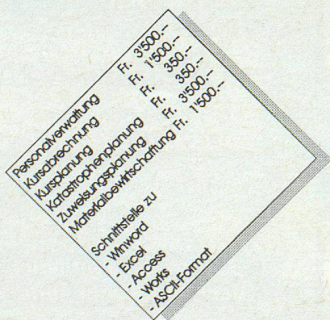 Personalverwaltung Fr. 3'500.--
Kursabrechnung Fr. 1'500.--
Kursplanung Fr. 350.--
Katastrophenplanung Fr. 350.--
Zuweisungsplanung Fr. 3'500.--
Materialbewirtschaftung Fr. 1'500.--
Schnittstelle zu
- Winword
- Excel
- Access
- Works
- ASCII-Format